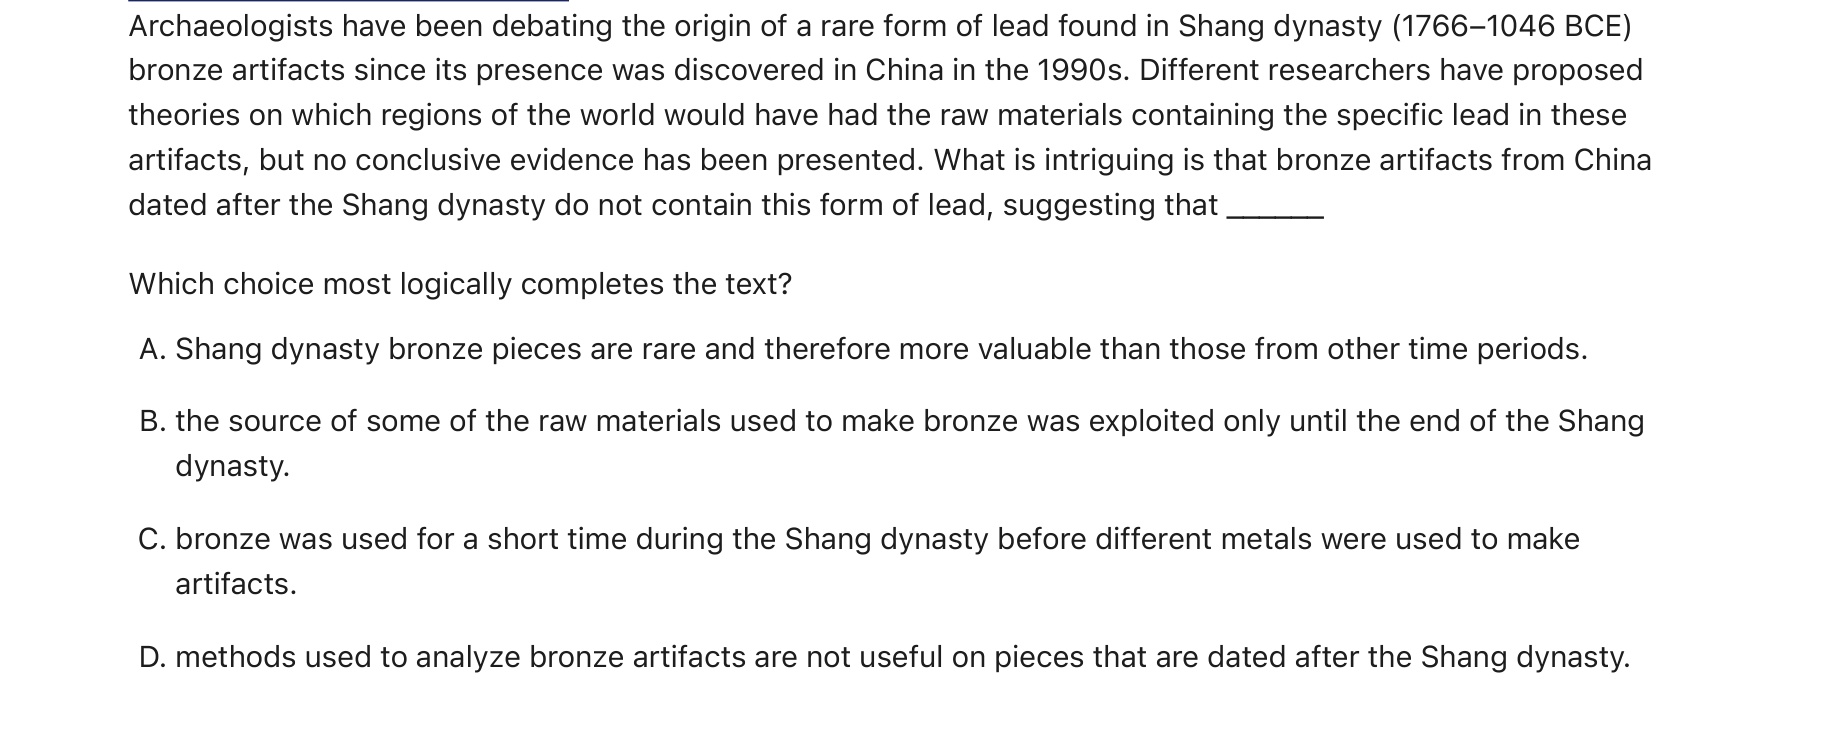 Archaeologists have been debating the origin of a rare form of lead found in Shang dynasty (1766–1046 BCE)
bronze artifacts since its presence was discovered in China in the 1990s. Different researchers have proposed
theories on which regions of the world would have had the raw materials containing the specific lead in these
artifacts, but no conclusive evidence has been presented. What is intriguing is that bronze artifacts from China
dated after the Shang dynasty do not contain this form of lead, suggesting that ______
Which choice most logically completes the text?
A. Shang dynasty bronze pieces are rare and therefore more valuable than those from other time periods.
B. the source of some of the raw materials used to make bronze was exploited only until the end of the Shang
dynasty.
C. bronze was used for a short time during the Shang dynasty before different metals were used to make
artifacts.
D. methods used to analyze bronze artifacts are not useful on pieces that are dated after the Shang dynasty.